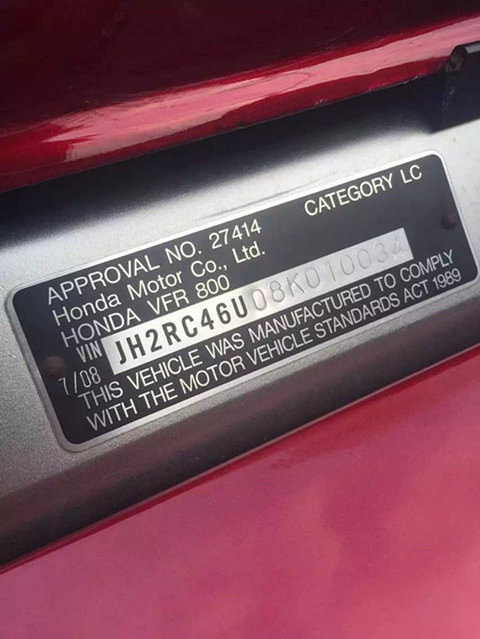 APPROVAL NO. 27414 CATEGORY LC
Honda Motor Co., Ltd.
HONDA VFR 800
VIN JH2RC46U08K010034
7/08 THIS VEHICLE WAS MANUFACTURED TO COMPLY
WITH THE MOTOR VEHICLE STANDARDS ACT 1989